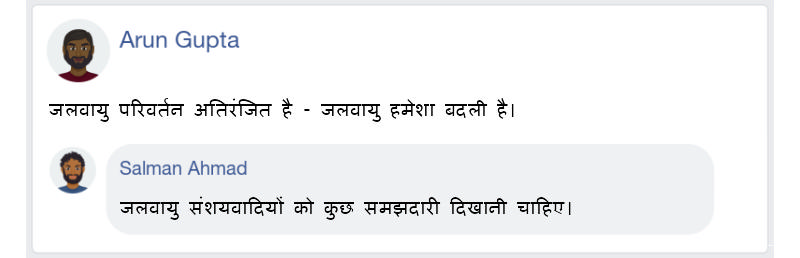 Arun Gupta
जलवायु परिवर्तन अतिरंजित है - जलवायु हमेशा बदली है।
Salman Ahmad
जलवायु संशयवादियों को कुछ समझदारी दिखानी चाहिए।